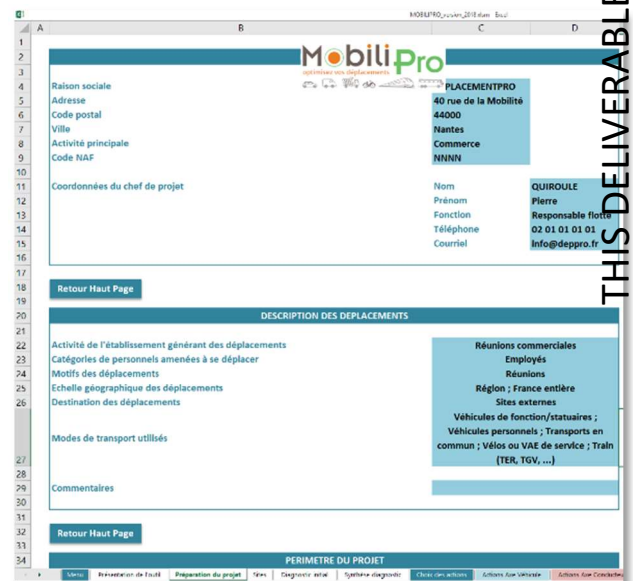 MOBILIPRO_version_2018.xlsm - Excel
A B C D
1
2
MobiliPro
3
optimisez vos déplacements
4 Raison sociale PLACEMENTPRO
5 Adresse 40 rue de la Mobilité
6 Code postal 44000
7 Ville Nantes
8 Activité principale Commerce
9 Code NAF NNNN
10
11 Coordonnées du chef de projet Nom QUIROULE
12 Prénom Pierre
13 Fonction Responsable flotte
14 Téléphone 02 01 01 01 01
15 Courriel info@deppro.fr
16
17
18 Retour Haut Page
19
20 DESCRIPTION DES DEPLACEMENTS
21
22 Activité de l'établissement générant des déplacements Réunions commerciales
23 Catégories de personnels amenées à se déplacer Employés
24 Motifs des déplacements Réunions
25 Echelle géographique des déplacements Région ; France entière
26 Destination des déplacements Sites externes
Véhicules de fonction/statuaires ;
Véhicules personnels ; Transports en
Modes de transport utilisés commun ; Vélos ou VAE de service ; Train
27 (TER, TGV, ...)
28
29 Commentaires
30
31
32 Retour Haut Page
33
34 PERIMETRE DU PROJET
Menu Présentation de l'outil Préparation du projet Sites Diagnostic initial Synthèse diagnostic Choix des actions Actions Axe Véhicule Actions Axe Conducteu
THIS DELIVERABLE